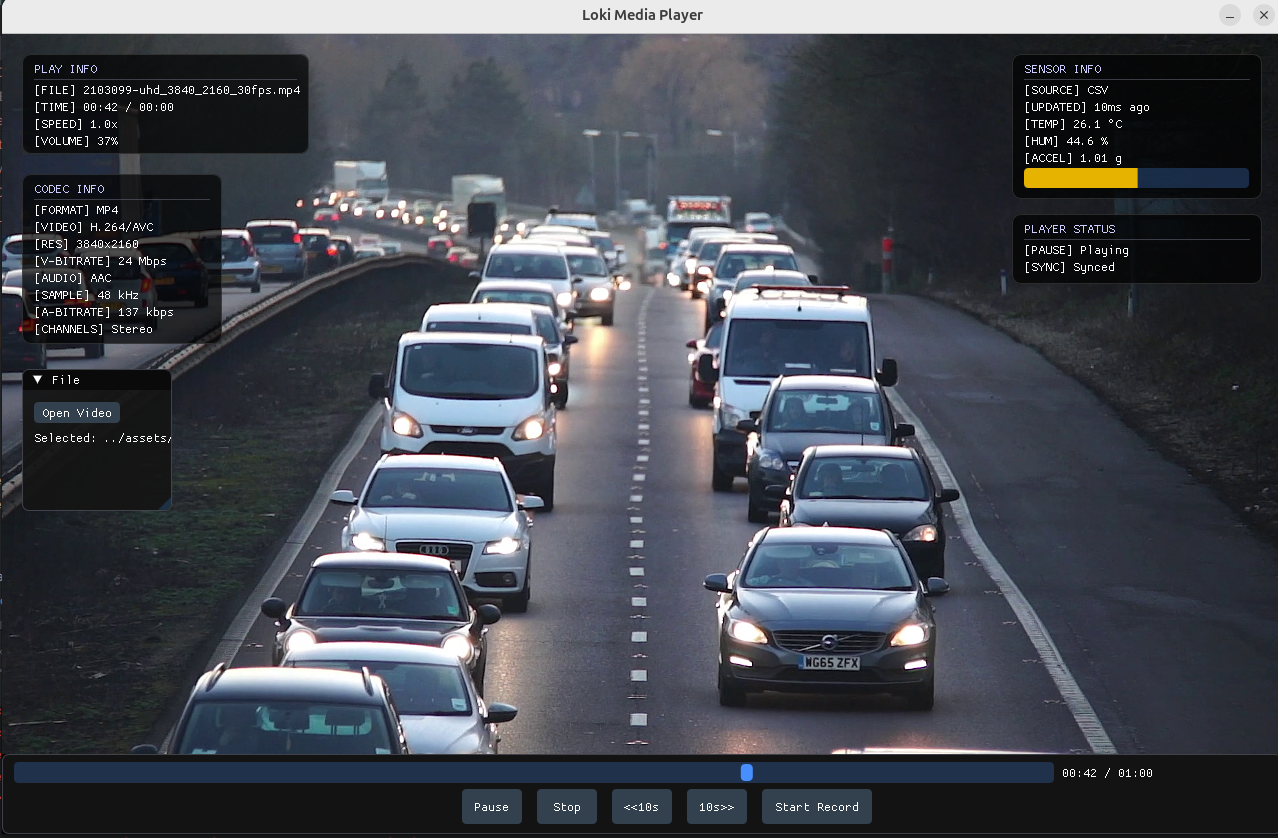 Loki Media Player
PLAY INFO
[FILE] 2103099-uhd_3840_2160_30fps.mp4
[TIME] 00:42 / 00:00
[SPEED] 1.0x
[VOLUME] 37%
CODEC INFO
[FORMAT] MP4
[VIDEO] H.264/AVC
[RES] 3840x2160
[V-BITRATE] 24 Mbps
[AUDIO] AAC
[SAMPLE] 48 kHz
[A-BITRATE] 137 kbps
[CHANNELS] Stereo
▼ File
Open Video
Selected: ../assets/
SENSOR INFO
[SOURCE] CSV
[UPDATED] 10ms ago
[TEMP] 26.1 °C
[HUM] 44.6 %
[ACCEL] 1.01 g
PLAYER STATUS
[PAUSE] Playing
[SYNC] Synced
WG65 ZFX
00:42 / 01:00
Pause
Stop
<<10s
10s>>
Start Record